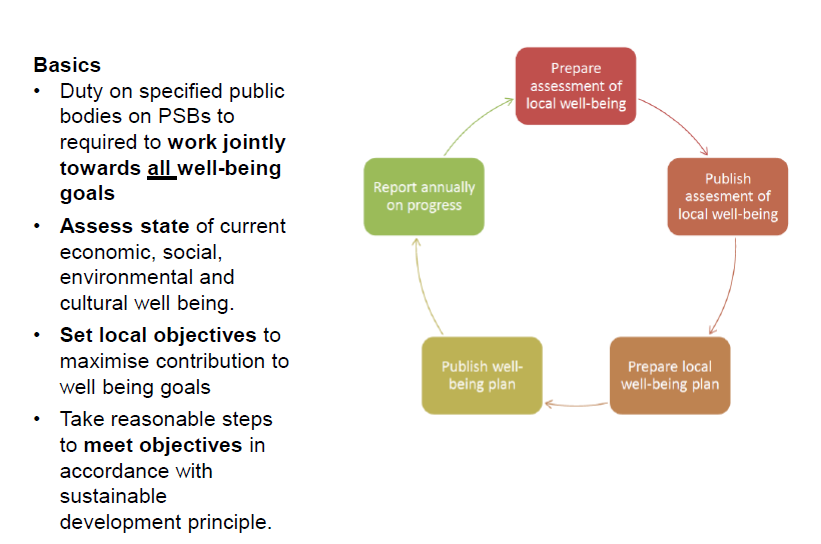 Basics
• Duty on specified public
bodies on PSBs to
required to work jointly
towards all well-being
goals
• Assess state of current
economic, social,
environmental and
cultural well being.
• Set local objectives to
maximise contribution to
well being goals
• Take reasonable steps
to meet objectives in
accordance with
sustainable
development principle.
Prepare
assessment of
local well-being
Publish
assesment of
local well-being
Prepare local
well-being plan
Publish well-
being plan
Report annually
on progress